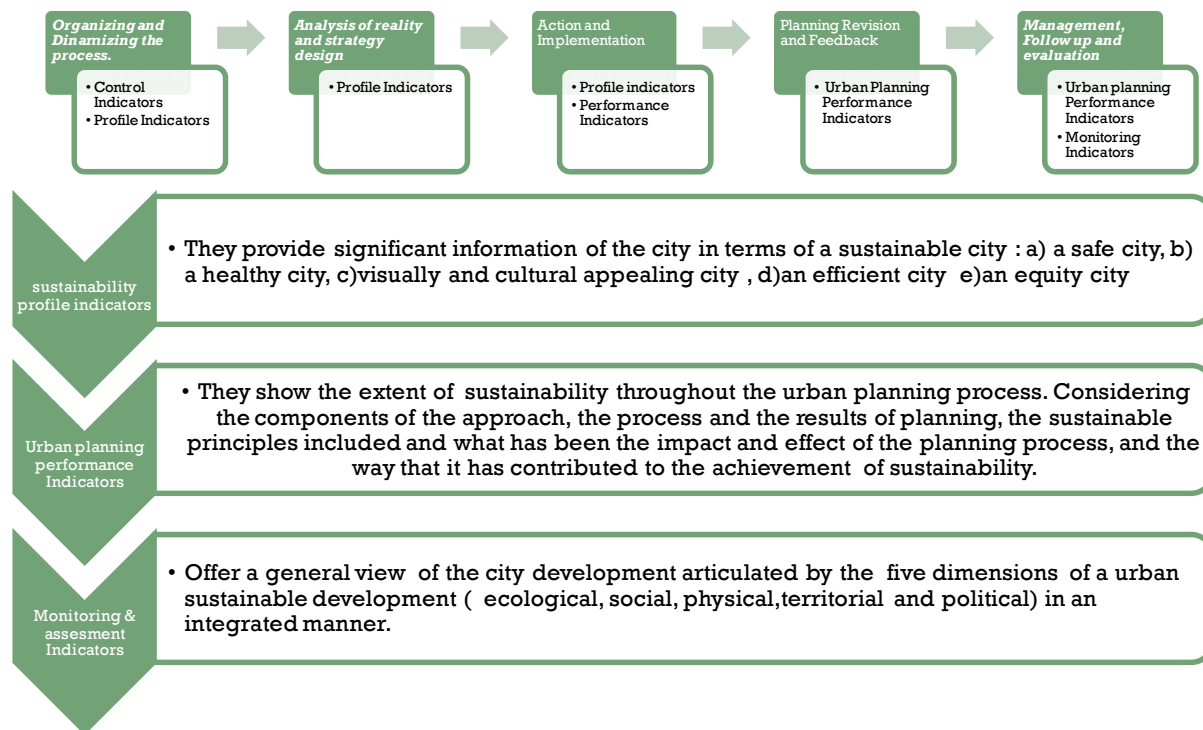 Organizing and
Dinamizing the
process.
• Control
Indicators
• Profile Indicators
Analysis of reality
and strategy
design
• Profile Indicators
Action and
Implementation
• Profile indicators
• Performance
Indicators
Planning Revision
and Feedback
• Urban Planning
Performance
Indicators
Management,
Follow up and
evaluation
• Urban planning
Performance
Indicators
• Monitoring
Indicators
sustainability
profile indicators
• They provide significant information of the city in terms of a sustainable city : a) a safe city, b)
a healthy city, c)visually and cultural appealing city , d)an efficient city e)an equity city
Urban planning
performance
Indicators
• They show the extent of sustainability throughout the urban planning process. Considering
the components of the approach, the process and the results of planning, the sustainable
principles included and what has been the impact and effect of the planning process, and the
way that it has contributed to the achievement of sustainability.
Monitoring &
assesment
Indicators
• Offer a general view of the city development articulated by the five dimensions of a urban
sustainable development ( ecological, social, physical,territorial and political) in an
integrated manner.